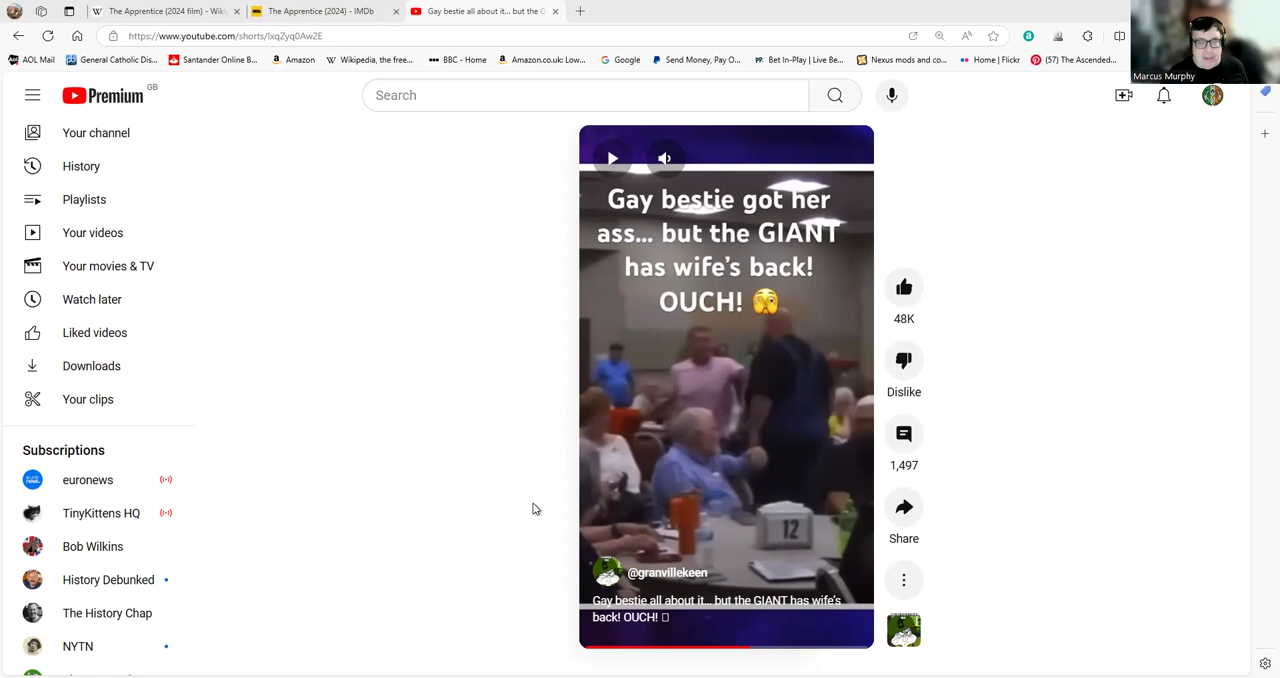 The Apprentice (2024 film) - Wiki
The Apprentice (2024) - IMDb
Gay bestie all about it... but the G
https://www.youtube.com/shorts/IxqZyq0Aw2E
AOL Mail
General Catholic Dis...
Santander Online B...
Amazon
Wikipedia, the free...
BBC - Home
Amazon.co.uk: Low...
Google
Send Money, Pay O...
Bet In-Play | Live Be...
Nexus mods and co...
Home | Flickr
(57) The Ascended...
Marcus Murphy
Premium GB
Search
Your channel
History
Playlists
Your videos
Your movies & TV
Watch later
Liked videos
Downloads
Your clips
Subscriptions
euronews
TinyKittens HQ
Bob Wilkins
History Debunked
The History Chap
NYTN
Gay bestie got her
ass... but the GIANT
has wife's back!
OUCH! 🫣
12
@granvillekeen
Gay bestie all about it... but the GIANT has wife's
back! OUCH!
48K
Dislike
1,497
Share